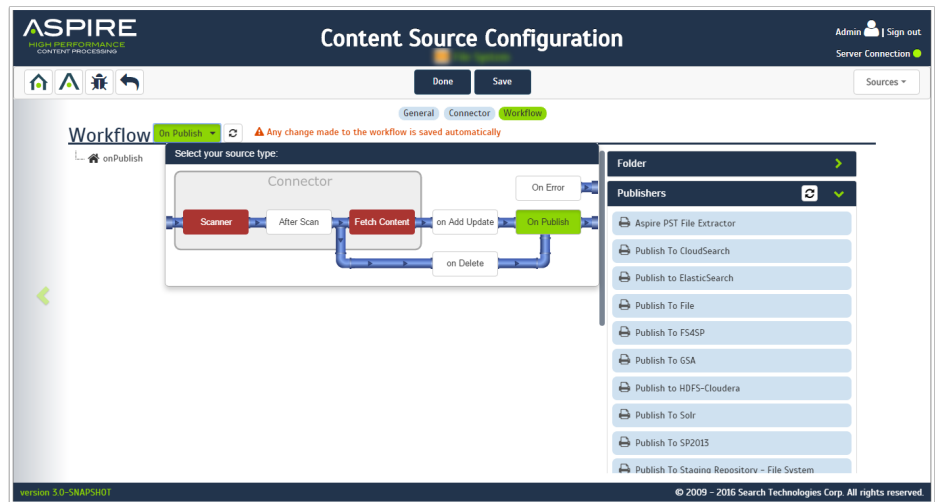 ASPIRE
HIGH PERFORMANCE
CONTENT PROCESSING
Content Source Configuration
Admin | Sign out
Server Connection
Done Save
Sources
General Connector Workflow
Workflow On Publish Any change made to the workflow is saved automatically
onPublish
Select your source type:
Connector
On Error
Scanner After Scan Fetch Content on Add Update On Publish
on Delete
Folder
Publishers
Aspire PST File Extractor
Publish To CloudSearch
Publish to ElasticSearch
Publish To File
Publish To FS4SP
Publish To GSA
Publish to HDFS-Cloudera
Publish To Solr
Publish To SP2013
Publish To Staging Repository - File System
version 3.0-SNAPSHOT
© 2009 - 2016 Search Technologies Corp. All rights reserved.